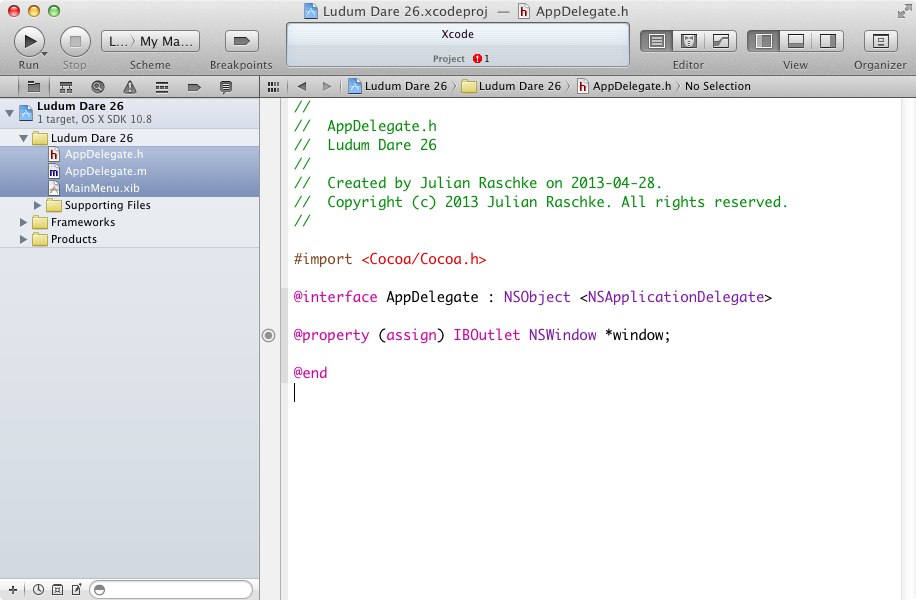 Ludum Dare 26.xcodeproj — h AppDelegate.h
Run
Stop
L... 〉 My Ma...
Scheme
Breakpoints
Xcode
Project ! 1
Editor
View
Organizer
Ludum Dare 26 〉 Ludum Dare 26 〉 h AppDelegate.h 〉 No Selection
Ludum Dare 26
1 target, OS X SDK 10.8
Ludum Dare 26
h AppDelegate.h
m AppDelegate.m
MainMenu.xib
Supporting Files
Frameworks
Products
//
//  AppDelegate.h
//  Ludum Dare 26
//
//  Created by Julian Raschke on 2013-04-28.
//  Copyright (c) 2013 Julian Raschke. All rights reserved.
//
#import <Cocoa/Cocoa.h>
@interface AppDelegate : NSObject <NSApplicationDelegate>
@property (assign) IBOutlet NSWindow *window;
@end